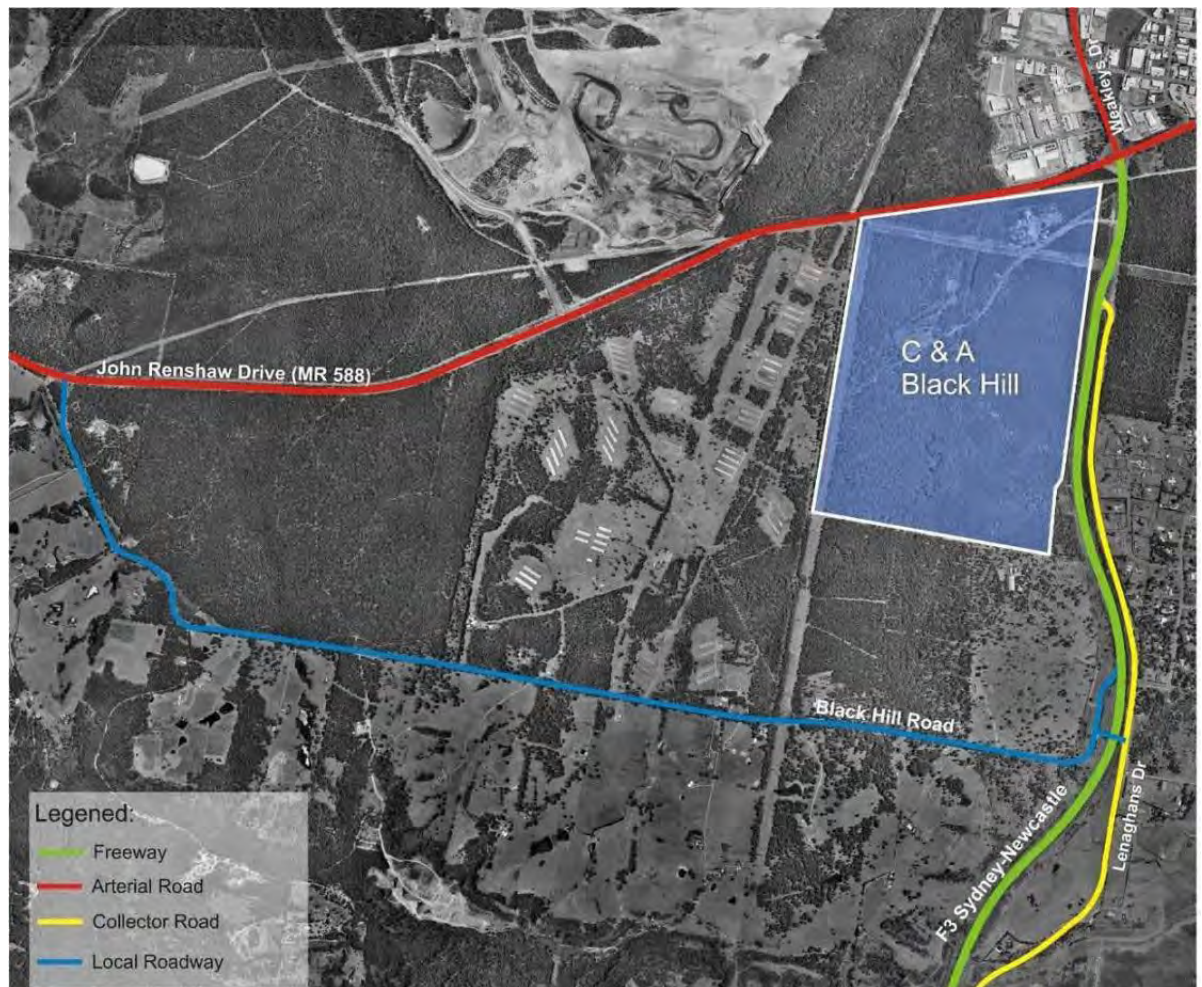 Weakleys Dr
John Renshaw Drive (MR 588)
C & A
Black Hill
Black Hill Road
F3 Sydney-Newcastle
Lenaghans Dr
Legened:
Freeway
Arterial Road
Collector Road
Local Roadway